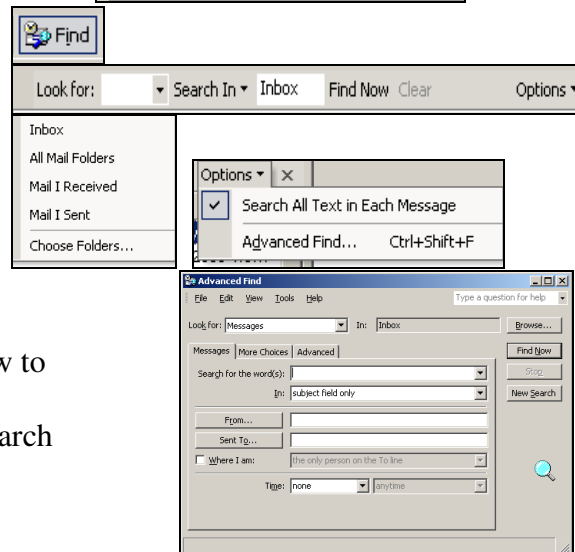 Find
Look for: Search In Inbox Find Now Clear Options
Inbox
All Mail Folders
Mail I Received
Mail I Sent
Choose Folders...
Options
Search All Text in Each Message
Advanced Find... Ctrl+Shift+F
Advanced Find
File Edit View Tools Help Type a question for help
Look for: Messages In: Inbox Browse...
Messages More Choices Advanced Find Now
Search for the word(s): Stop
In: subject field only New Search
From...
Sent To...
Where I am: the only person on the To line
Time: none anytime
to